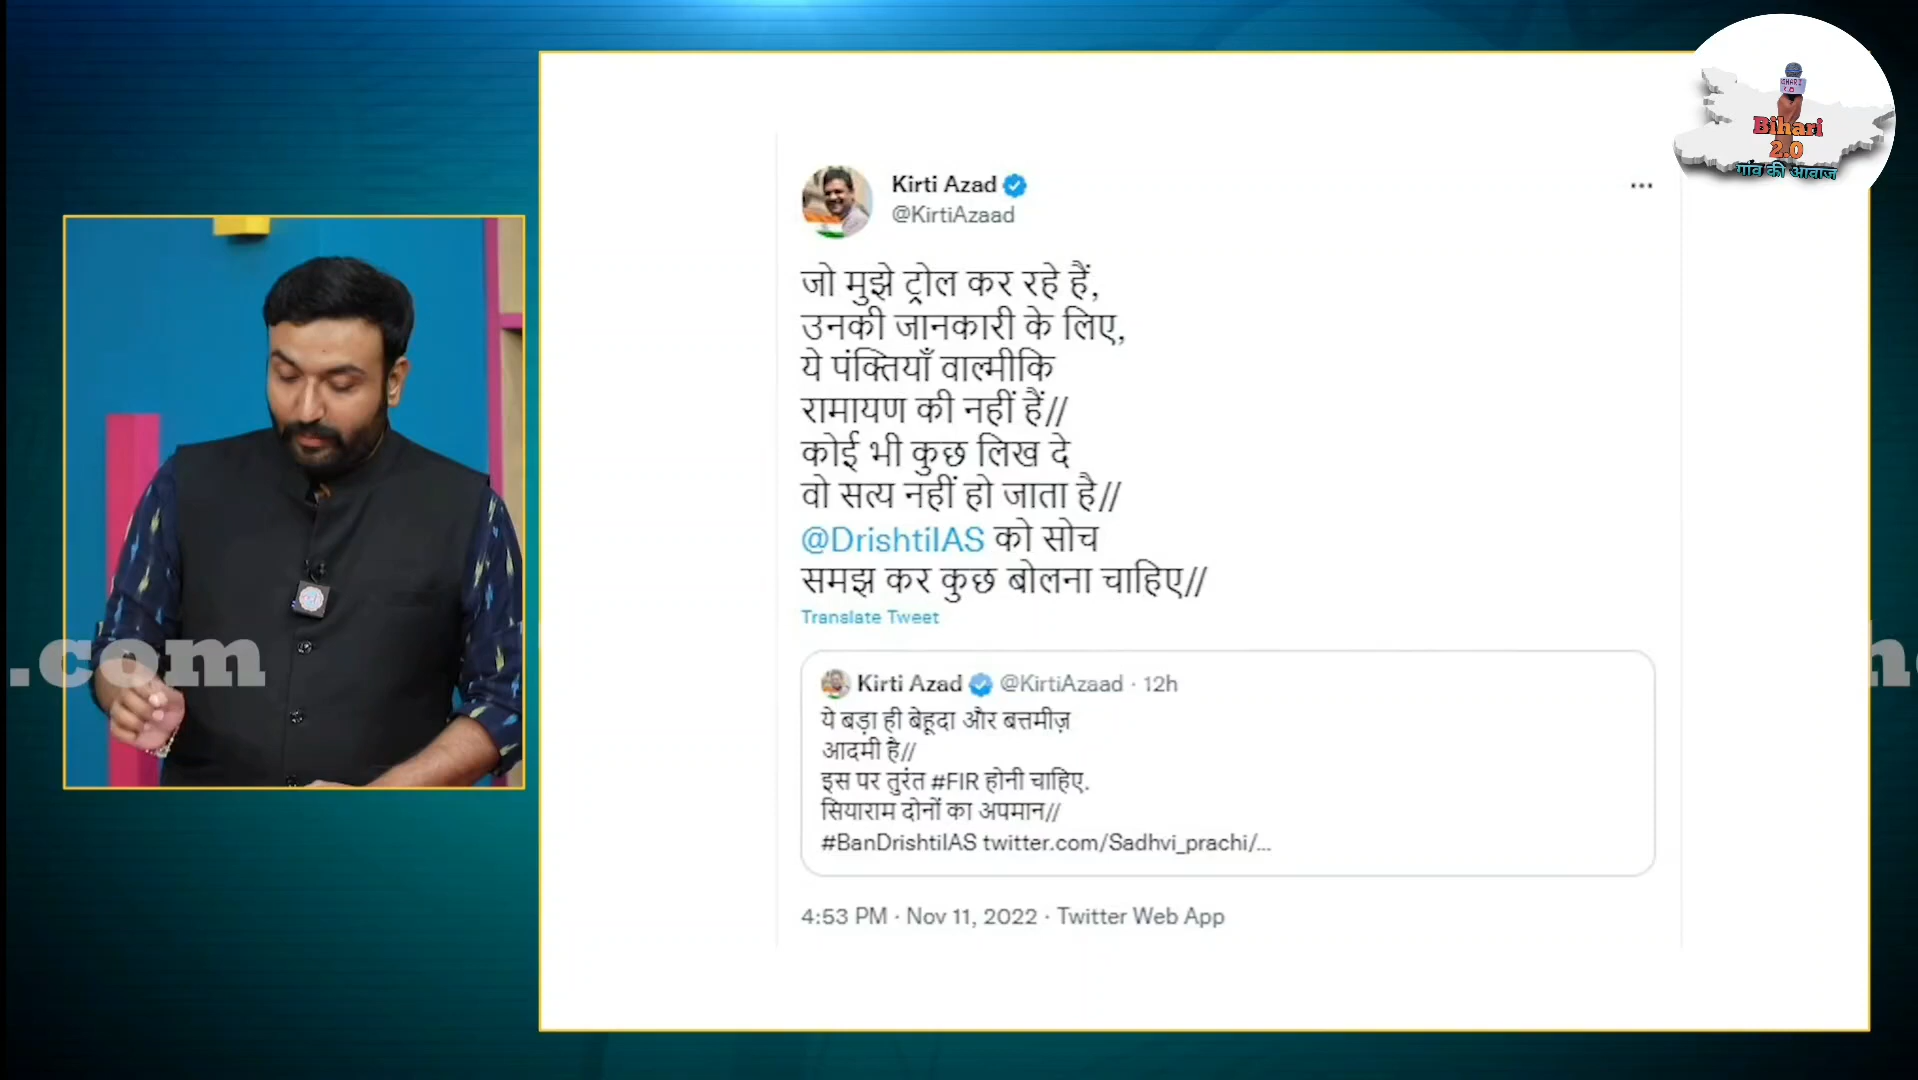 Bihari
2.0
गांव की आवाज
Kirti Azad
@KirtiAzaad
जो मुझे ट्रोल कर रहे हैं,
उनकी जानकारी के लिए,
ये पंक्तियाँ वाल्मीकि
रामायण की नहीं हैं//
कोई भी कुछ लिख दे
वो सत्य नहीं हो जाता है//
@DrishtiIAS को सोच
समझ कर कुछ बोलना चाहिए//
Translate Tweet
Kirti Azad @KirtiAzaad · 12h
ये बड़ा ही बेहूदा और बत्तमीज़
आदमी है//
इस पर तुरंत #FIR होनी चाहिए.
सियाराम दोनों का अपमान//
#BanDrishtiIAS twitter.com/Sadhvi_prachi/...
4:53 PM · Nov 11, 2022 · Twitter Web App
.com